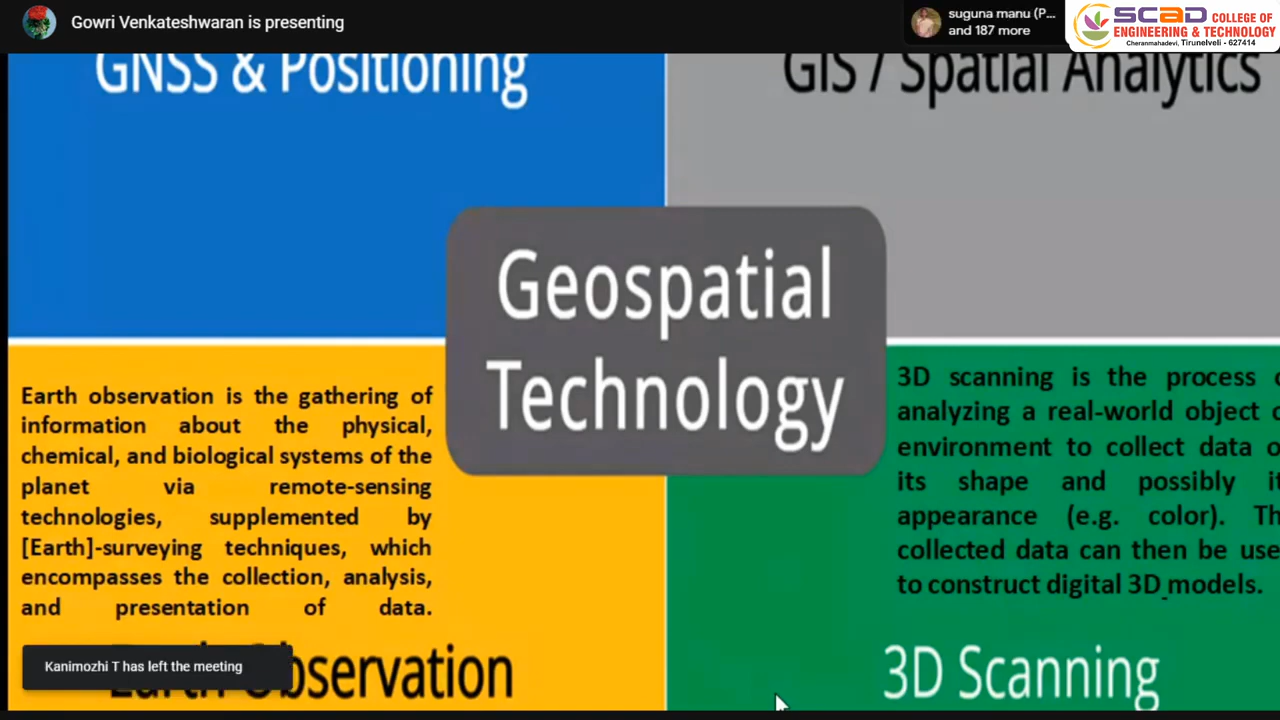 Gowri Venkateshwaran is presenting
suguna manu (P...
and 187 more
SCAD COLLEGE OF
ENGINEERING & TECHNOLOGY
Cheranmahadevi, Tirunelveli - 627414
GNSS & Positioning
GIS / Spatial Analytics
Geospatial
Technology
Earth observation is the gathering of
information about the physical,
chemical, and biological systems of the
planet via remote-sensing
technologies, supplemented by
[Earth]-surveying techniques, which
encompasses the collection, analysis,
and presentation of data.
Earth Observation
3D scanning is the process
analyzing a real-world object
environment to collect data
its shape and possibly
appearance (e.g. color).
collected data can then be
to construct digital 3D models.
3D Scanning
Kanimozhi T has left the meeting